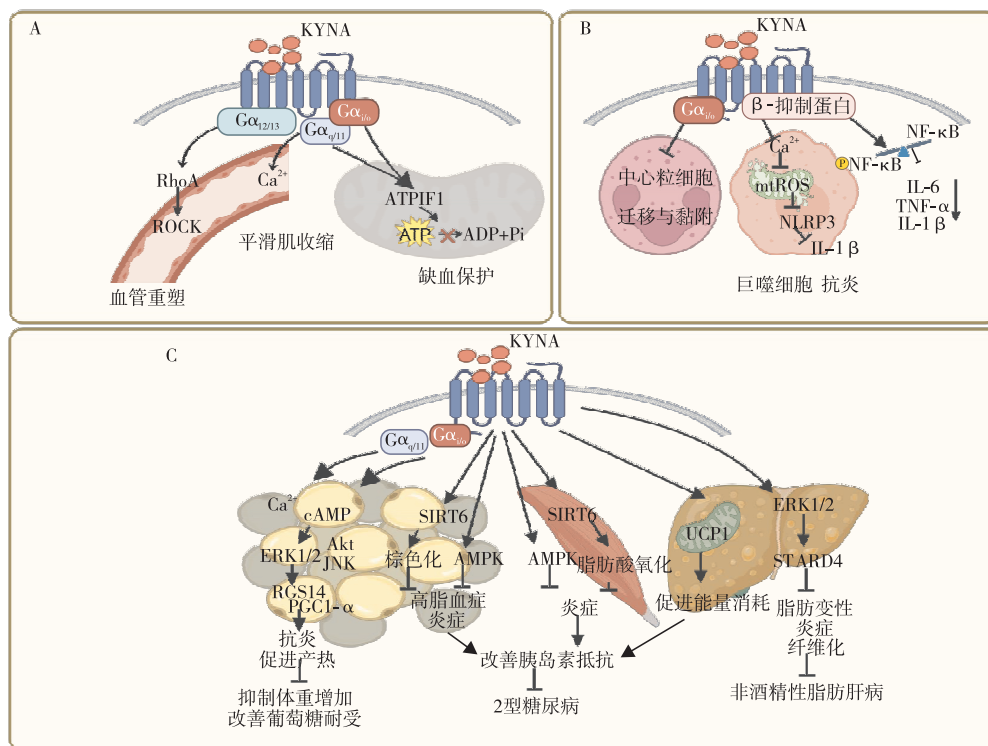 A
KYNA
Gα12/13
Gαq/11
Gαi/o
RhoA
ROCK
Ca2+
平滑肌收缩
血管重塑
ATPIF1
ATP
ADP+Pi
缺血保护
B
KYNA
Gαi/o
β-抑制蛋白
中心粒细胞
迁移与黏附
Ca2+
mtROS
NLRP3
IL-1β
巨噬细胞 抗炎
NF-κB
P
NF-κB
IL-6
TNF-α
IL-1β
C
KYNA
Gαq/11
Gαi/o
Ca2+
cAMP
ERK1/2
Akt
JNK
RGS14
PGC1-α
抗炎
促进产热
抑制体重增加
改善葡萄糖耐受
SIRT6
棕色化
AMPK
高脂血症
炎症
SIRT6
AMPK
脂肪酸氧化
炎症
改善胰岛素抵抗
2型糖尿病
UCP1
促进能量消耗
ERK1/2
STARD4
脂肪变性
炎症
纤维化
非酒精性脂肪肝病